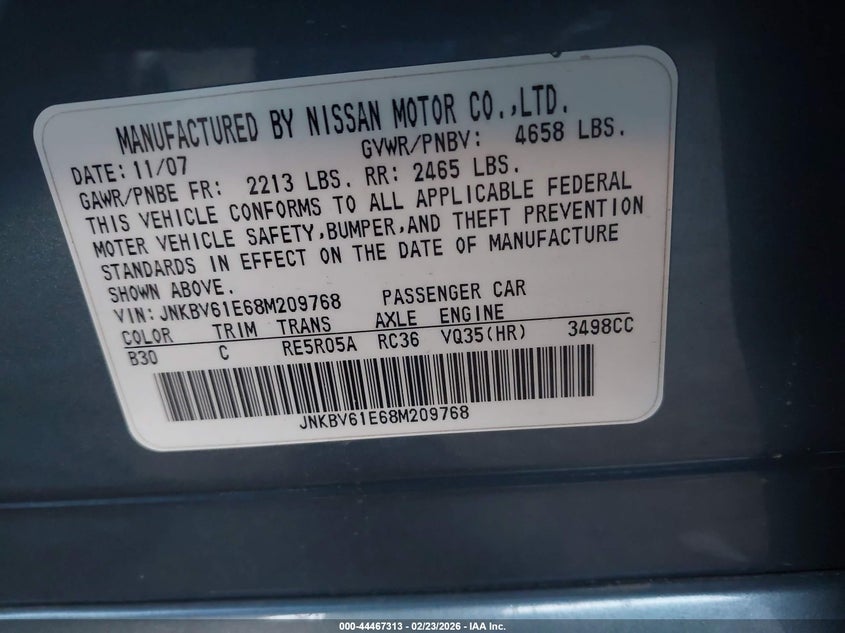 MANUFACTURED BY NISSAN MOTOR CO.,LTD.
DATE: 11/07 GVWR/PNBV: 4658 LBS.
GAWR/PNBE FR: 2213 LBS. RR: 2465 LBS.
THIS VEHICLE CONFORMS TO ALL APPLICABLE FEDERAL
MOTER VEHICLE SAFETY,BUMPER,AND THEFT PREVENTION
STANDARDS IN EFFECT ON THE DATE OF MANUFACTURE
SHOWN ABOVE.
VIN: JNKBV61E68M209768 PASSENGER CAR
COLOR TRIM TRANS AXLE ENGINE
B30 C RE5R05A RC36 VQ35(HR) 3498CC
JNKBV61E68M209768
000-44467313 - 02/23/2026 - IAA Inc.